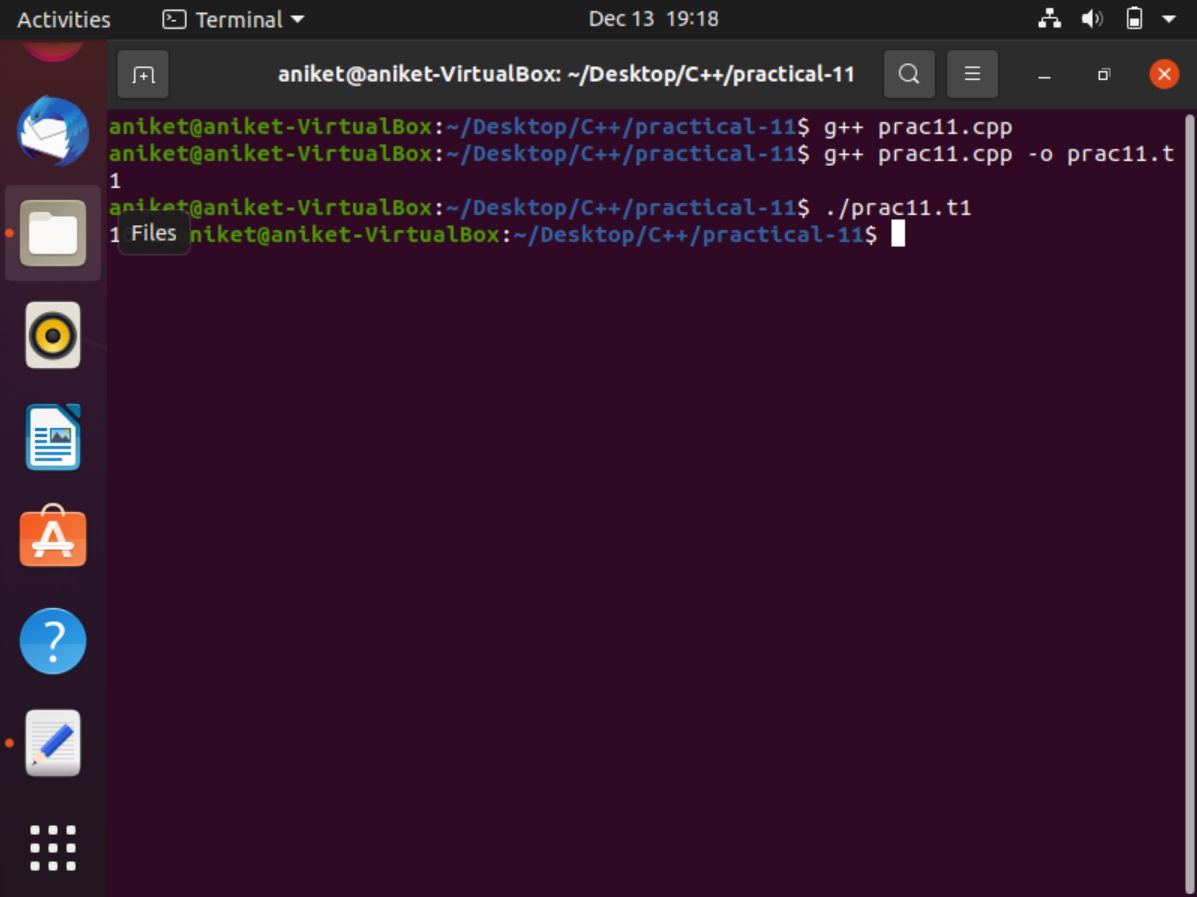 Activities Terminal Dec 13 19:18
aniket@aniket-VirtualBox: ~/Desktop/C++/practical-11
aniket@aniket-VirtualBox:~/Desktop/C++/practical-11$ g++ prac11.cpp
aniket@aniket-VirtualBox:~/Desktop/C++/practical-11$ g++ prac11.cpp -o prac11.t
1
aniket@aniket-VirtualBox:~/Desktop/C++/practical-11$ ./prac11.t1
1 Files niket@aniket-VirtualBox:~/Desktop/C++/practical-11$